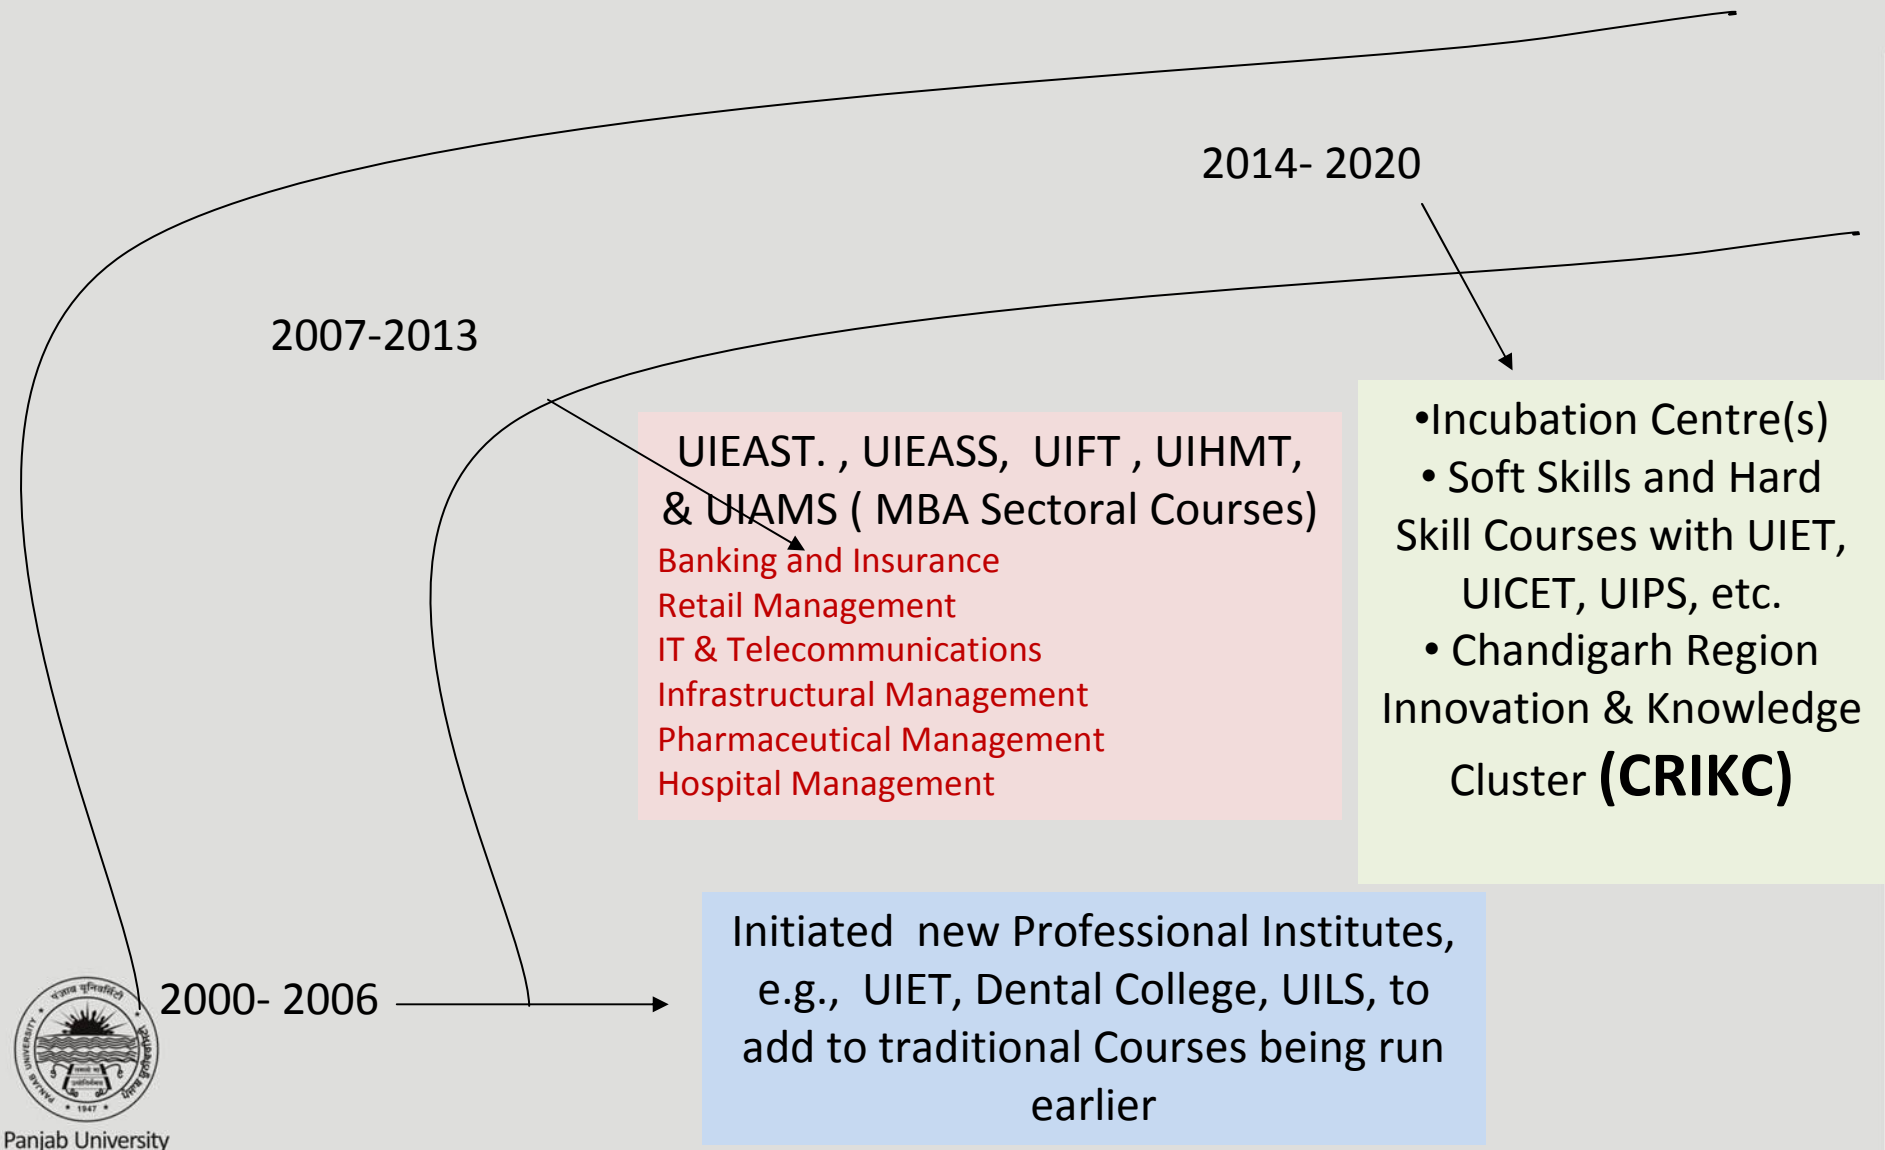 2014- 2020
2007-2013
UIEAST. , UIEASS, UIFT , UIHMT,
& UIAMS ( MBA Sectoral Courses)
Banking and Insurance
Retail Management
IT & Telecommunications
Infrastructural Management
Pharmaceutical Management
Hospital Management
•Incubation Centre(s)
• Soft Skills and Hard
Skill Courses with UIET,
UICET, UIPS, etc.
• Chandigarh Region
Innovation & Knowledge
Cluster (CRIKC)
2000- 2006
Initiated new Professional Institutes,
e.g., UIET, Dental College, UILS, to
add to traditional Courses being run
earlier
पंजाब यूनिवर्सिटी
PANJAB UNIVERSITY
1947
Panjab University